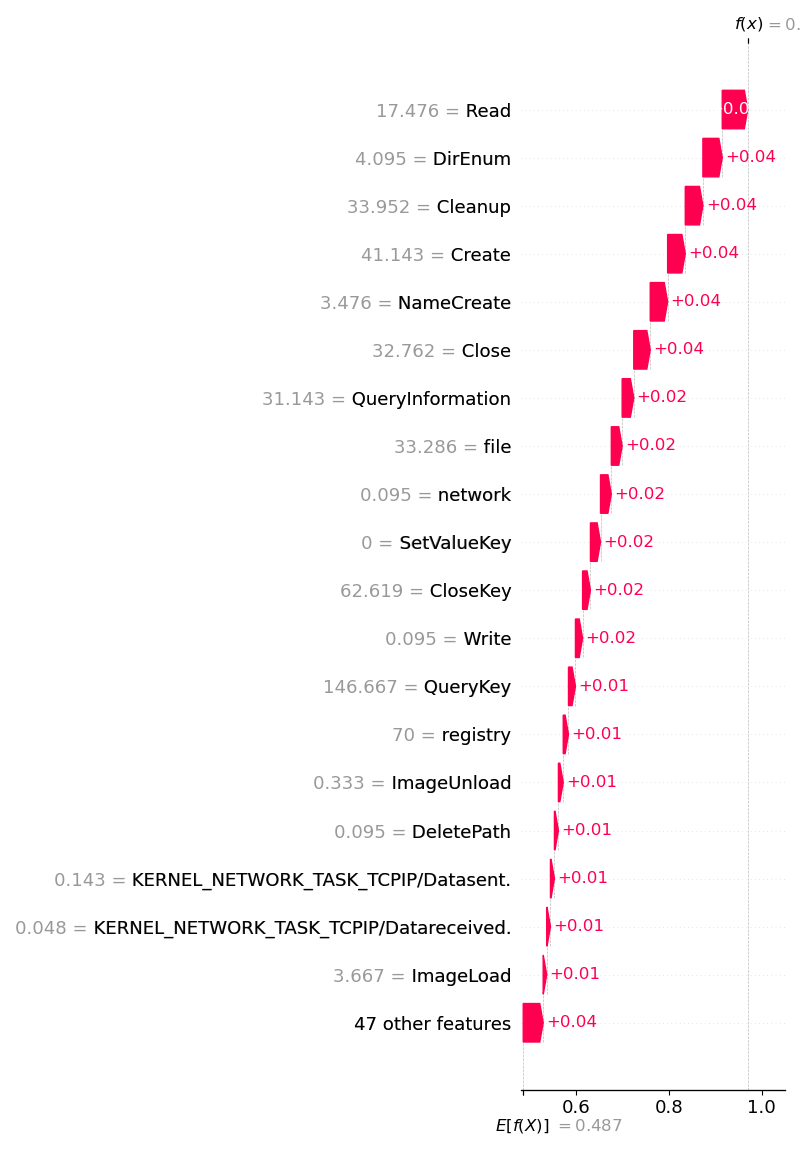 f(x) = 0.
17.476 = Read
0.0
4.095 = DirEnum +0.04
33.952 = Cleanup +0.04
41.143 = Create +0.04
3.476 = NameCreate +0.04
32.762 = Close +0.04
31.143 = QueryInformation +0.02
33.286 = file +0.02
0.095 = network +0.02
0 = SetValueKey +0.02
62.619 = CloseKey +0.02
0.095 = Write +0.02
146.667 = QueryKey +0.01
70 = registry +0.01
0.333 = ImageUnload +0.01
0.095 = DeletePath +0.01
0.143 = KERNEL_NETWORK_TASK_TCPIP/Datasent. +0.01
0.048 = KERNEL_NETWORK_TASK_TCPIP/Datareceived. +0.01
3.667 = ImageLoad +0.01
47 other features +0.04
0.6 0.8 1.0
E[f(X)] = 0.487